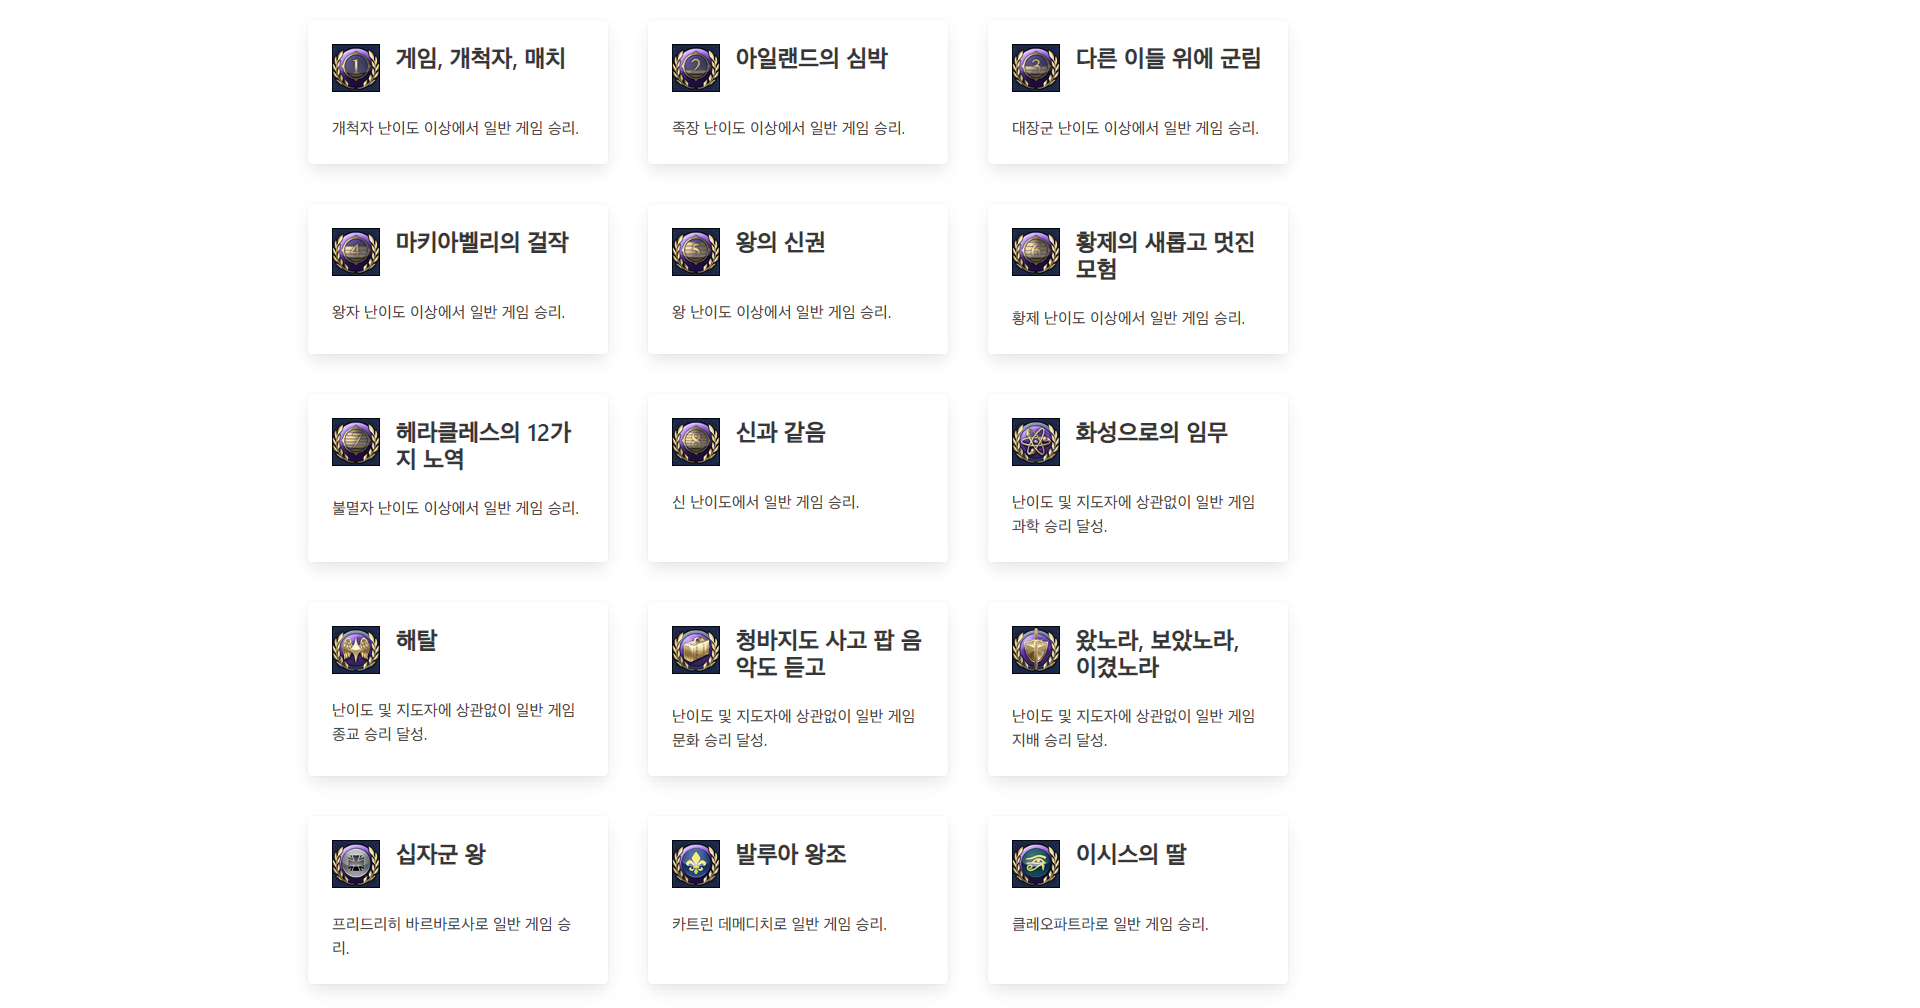 게임, 개척자, 매치
개척자 난이도 이상에서 일반 게임 승리.
아일랜드의 심박
족장 난이도 이상에서 일반 게임 승리.
다른 이들 위에 군림
대장군 난이도 이상에서 일반 게임 승리.
마키아벨리의 걸작
왕자 난이도 이상에서 일반 게임 승리.
왕의 신권
왕 난이도 이상에서 일반 게임 승리.
황제의 새롭고 멋진
모험
황제 난이도 이상에서 일반 게임 승리.
헤라클레스의 12가
지 노역
불멸자 난이도 이상에서 일반 게임 승리.
신과 같음
신 난이도에서 일반 게임 승리.
화성으로의 임무
난이도 및 지도자에 상관없이 일반 게임
과학 승리 달성.
해탈
난이도 및 지도자에 상관없이 일반 게임
종교 승리 달성.
청바지도 사고 팝 음
악도 듣고
난이도 및 지도자에 상관없이 일반 게임
문화 승리 달성.
왔노라, 보았노라,
이겼노라
난이도 및 지도자에 상관없이 일반 게임
지배 승리 달성.
십자군 왕
프리드리히 바르바로사로 일반 게임 승
리.
발루아 왕조
카트린 데메디치로 일반 게임 승리.
이시스의 딸
클레오파트라로 일반 게임 승리.